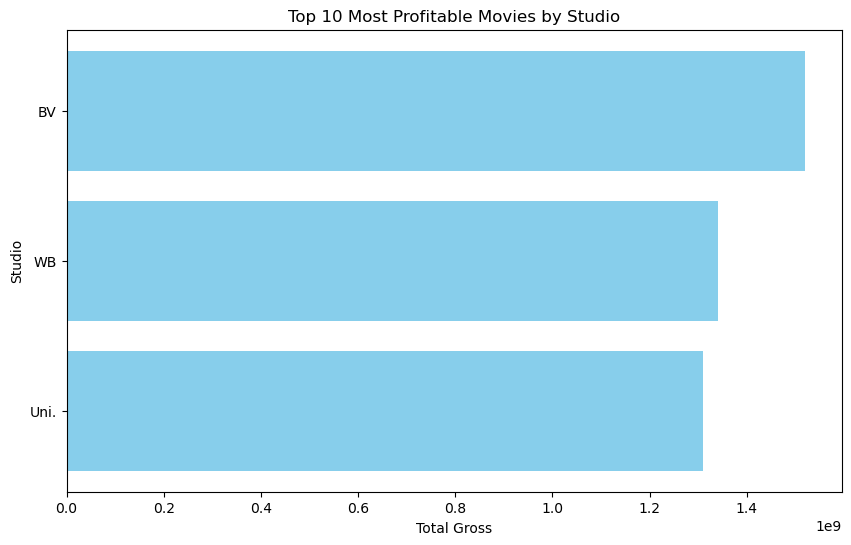 Top 10 Most Profitable Movies by Studio
Studio
BV
WB
Uni.
0.0 0.2 0.4 0.6 0.8 1.0 1.2 1.4
1e9
Total Gross